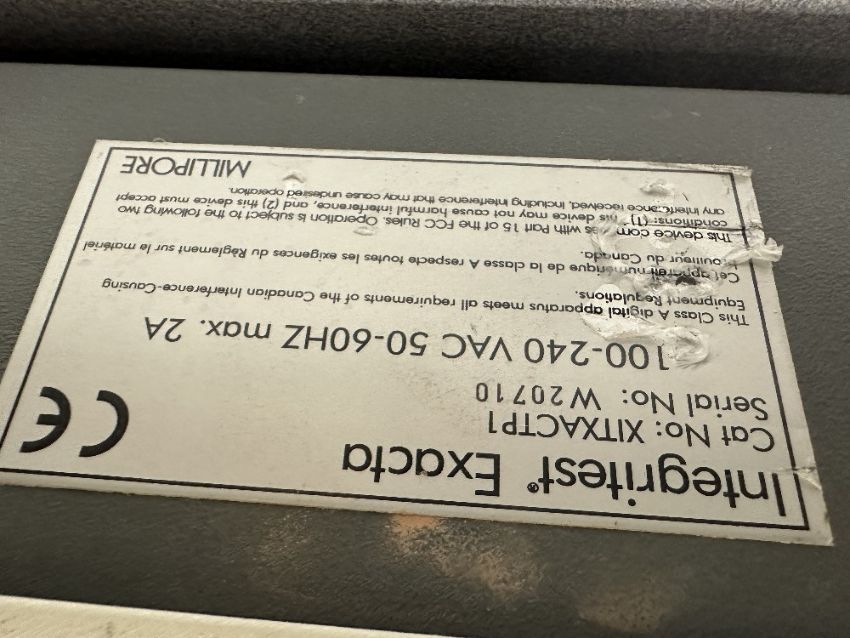 Integritest® Exacta
Cat No: XITXACTP1
Serial No: W20710
CE
100-240 VAC 50-60HZ max. 2A
This Class A digital apparatus meets all requirements of the Canadian Interference-Causing
Equipment Regulations.
Cet appareil numérique de la classe A respecte toutes les exigences du Règlement sur le matériel
brouilleur du Canada.
This device with Part 15 of the FCC Rules. Operation is subject to the following two
conditions: (1) this device may not cause harmful interference, and (2) this device must accept
any interference received, including interference that may cause undesired operation.
MILLIPORE